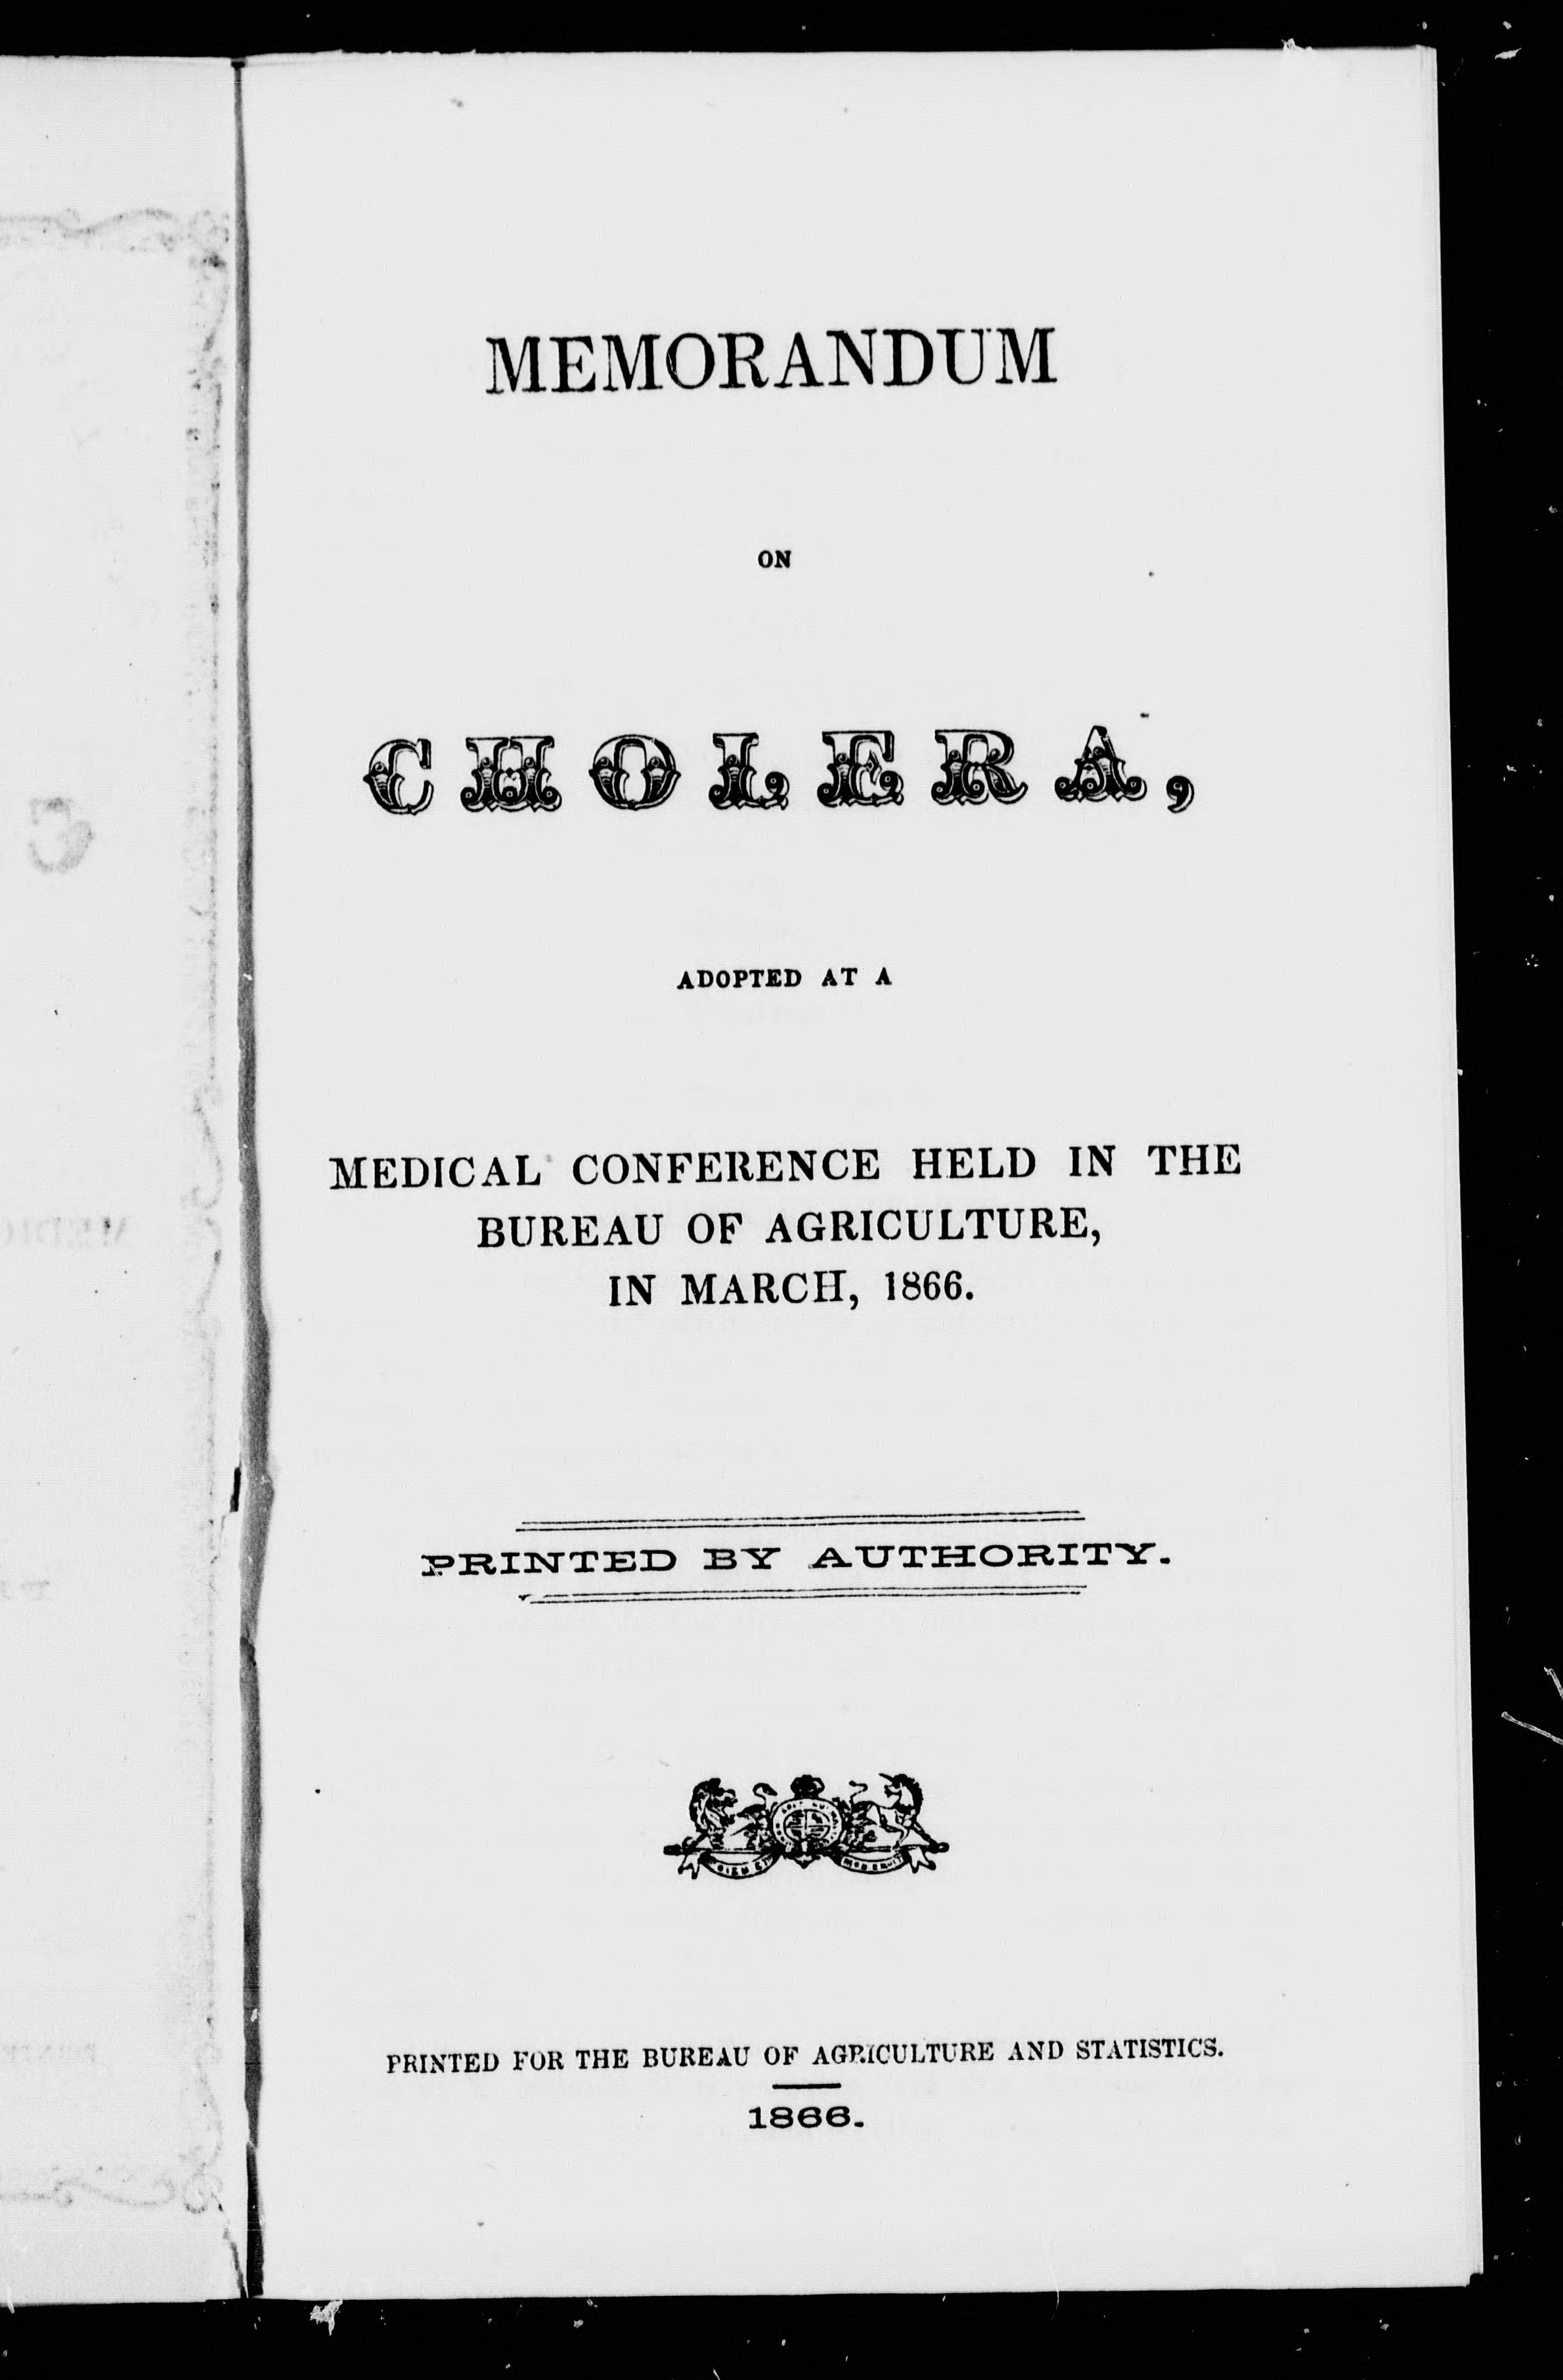 MEMORANDUM
ON
CHOLERA,
ADOPTED AT A
MEDICAL CONFERENCE HELD IN THE
BUREAU OF AGRICULTURE,
IN MARCH, 1866.
PRINTED BY AUTHORITY.
PRINTED FOR THE BUREAU OF AGRICULTURE AND STATISTICS.
1866.